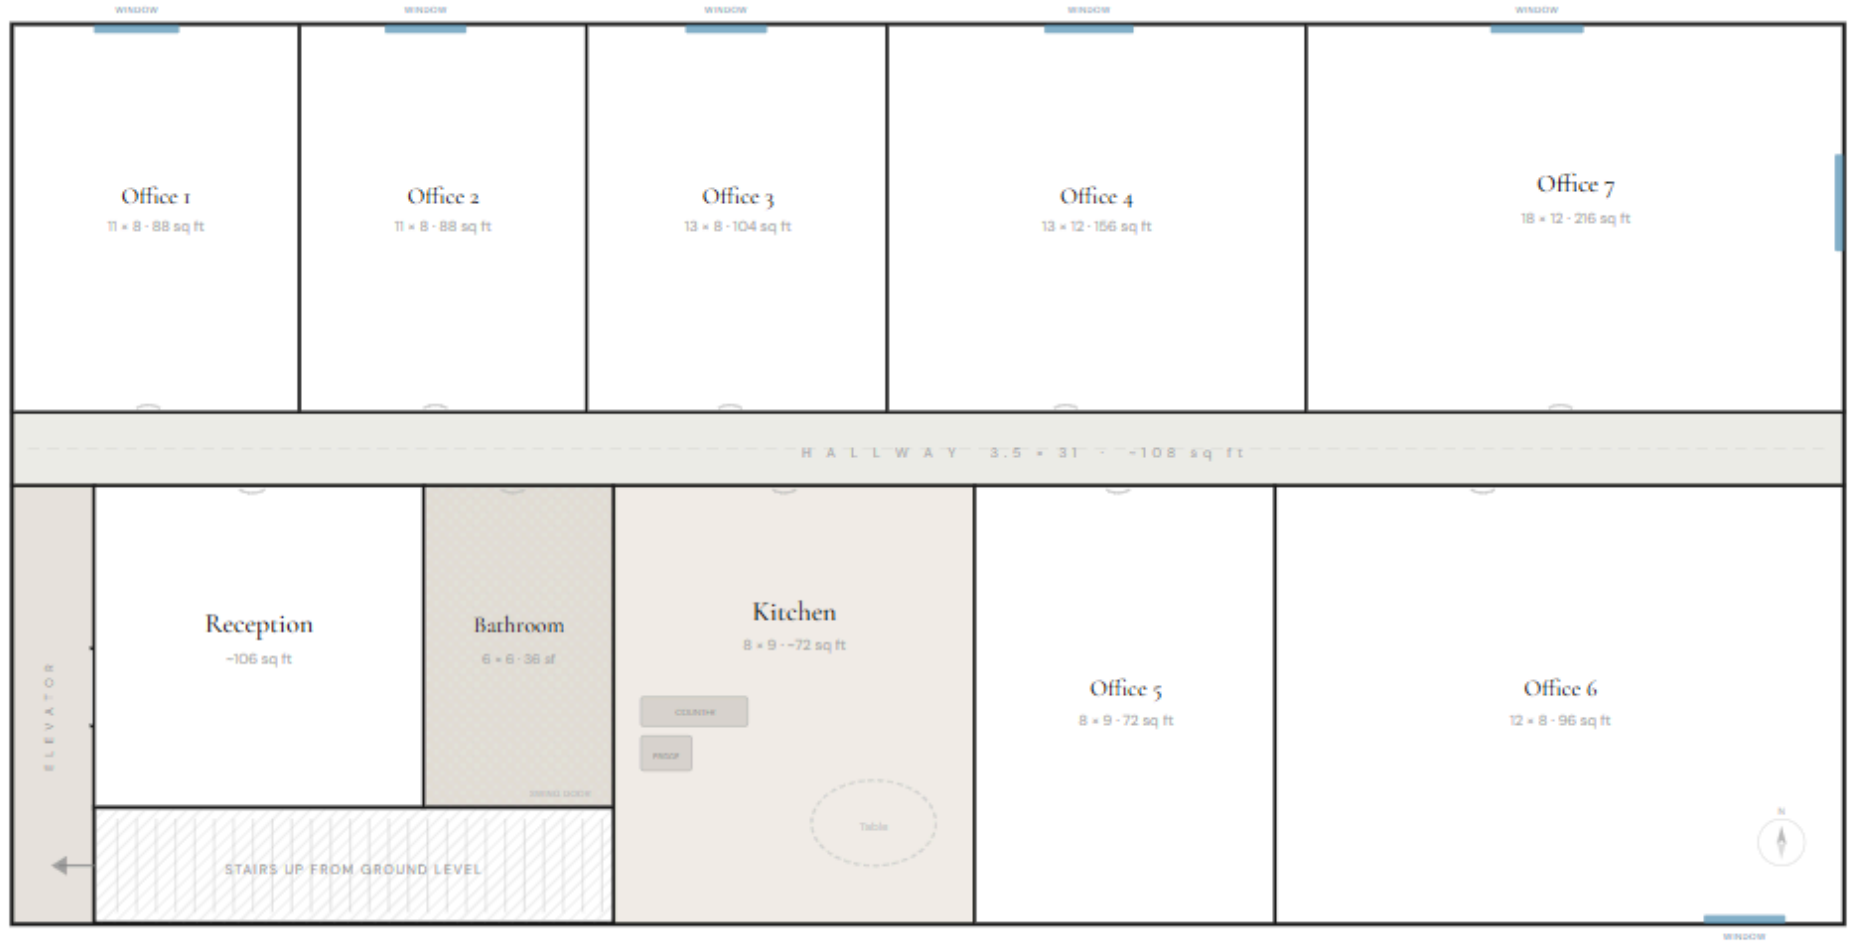 WINDOW
WINDOW
WINDOW
WINDOW
WINDOW
Office 1
11 × 8 · 88 sq ft
Office 2
11 × 8 · 88 sq ft
Office 3
13 × 8 · 104 sq ft
Office 4
13 × 12 · 156 sq ft
Office 7
18 × 12 · 216 sq ft
HALLWAY 3.5 × 31 · ~108 sq ft
ELEVATOR
Reception
~106 sq ft
Bathroom
6 × 6 · 36 sf
Kitchen
8 × 9 · ~72 sq ft
COUNTER
Table
Office 5
8 × 9 · 72 sq ft
Office 6
12 × 8 · 96 sq ft
N
STAIRS UP FROM GROUND LEVEL
WINDOW